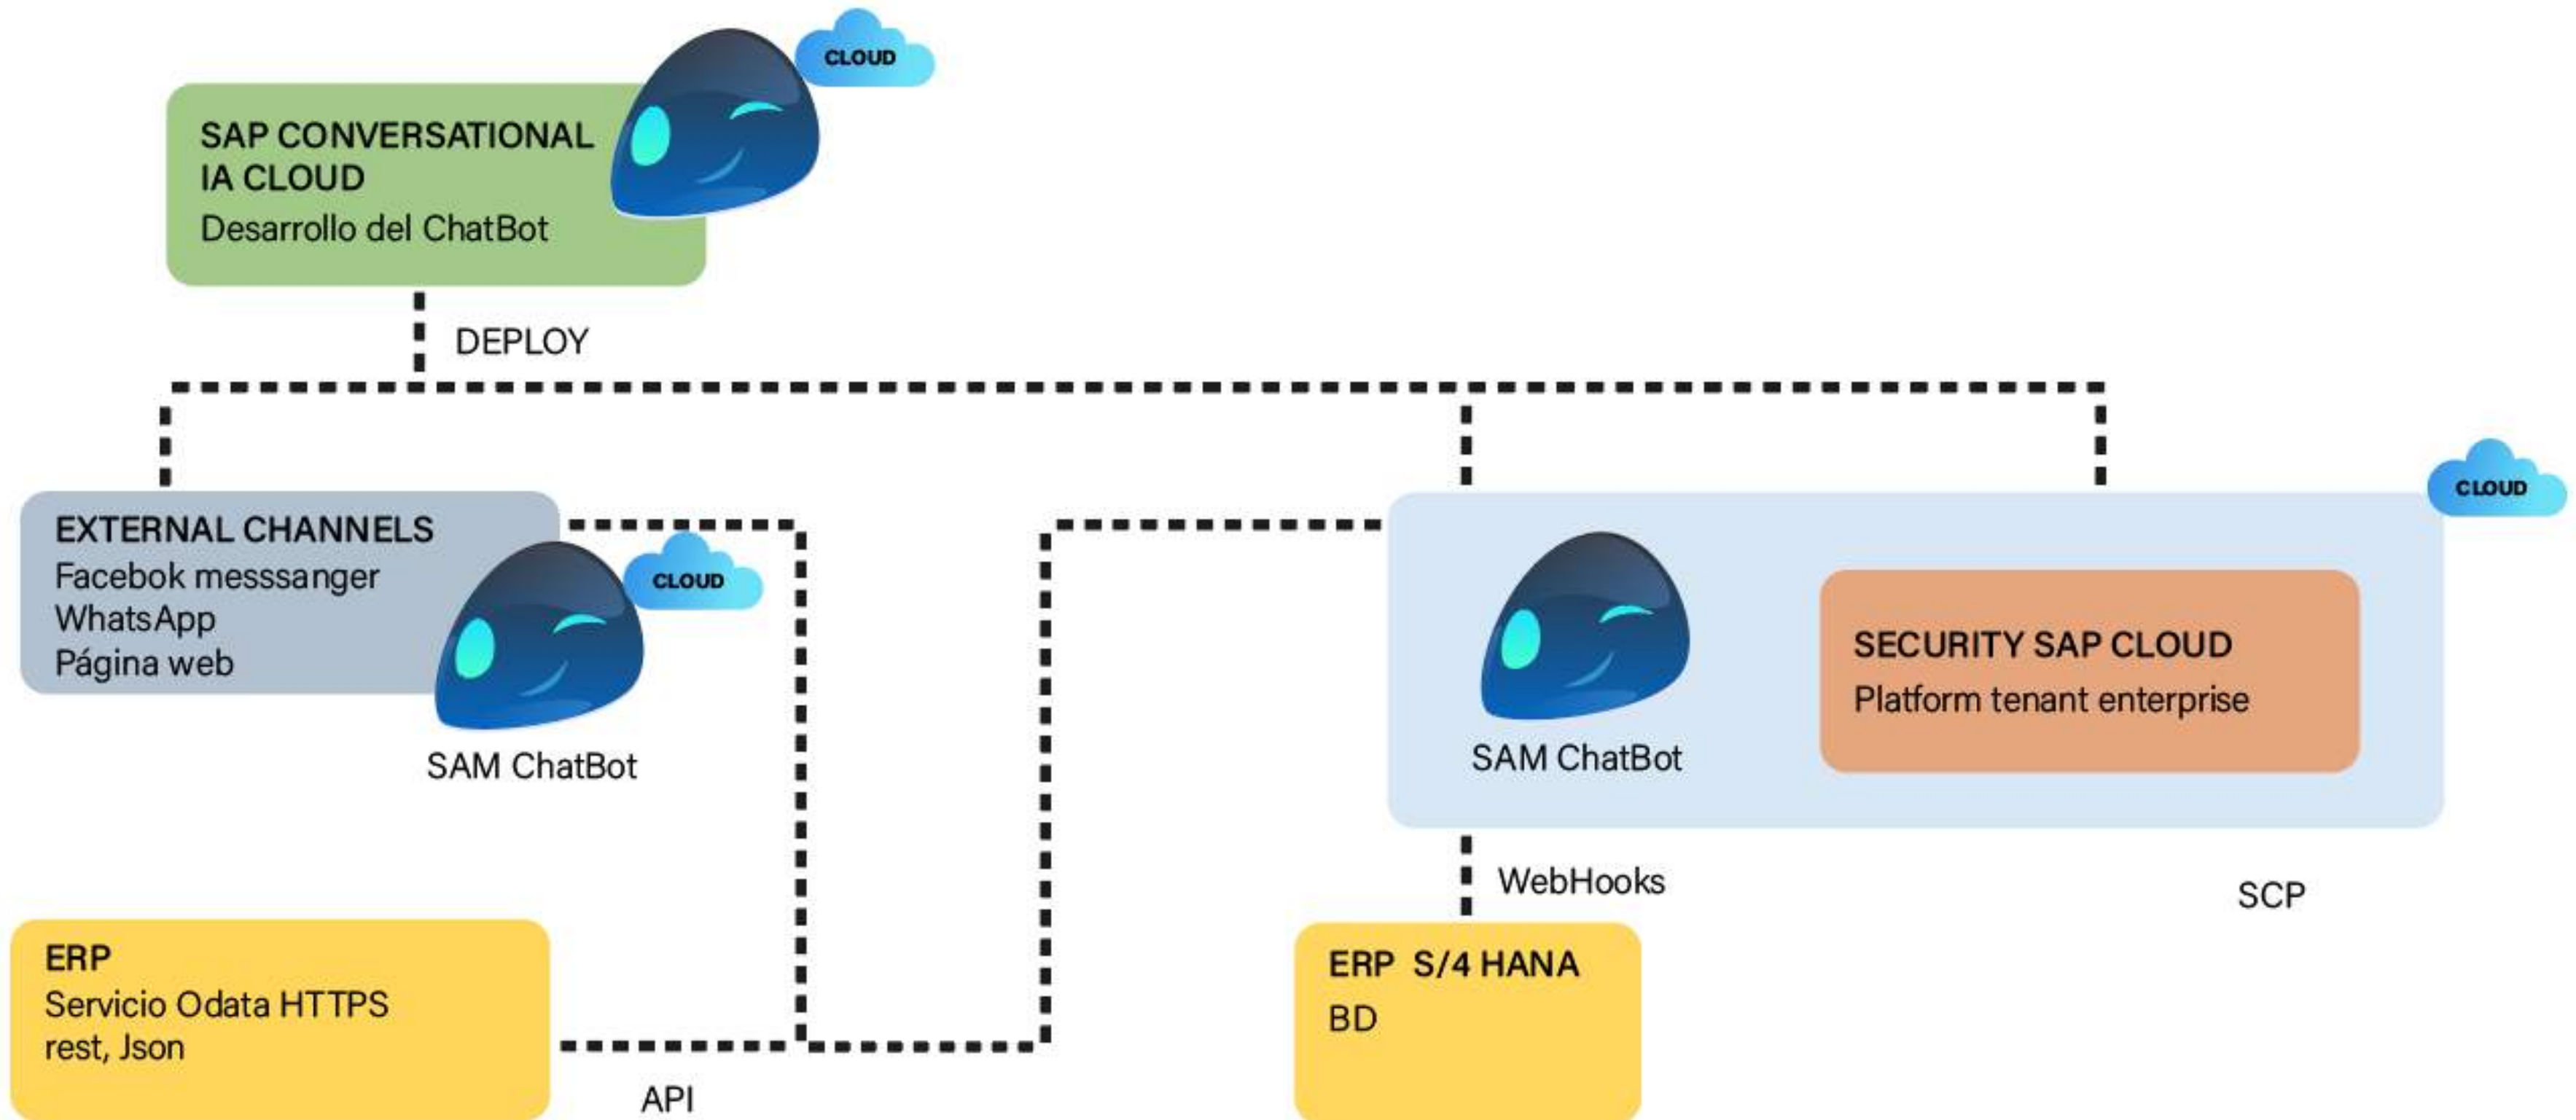 CLOUD
SAP CONVERSATIONAL
IA CLOUD
Desarrollo del ChatBot
DEPLOY
EXTERNAL CHANNELS
Facebok messsanger
WhatsApp
Página web
CLOUD
SAM ChatBot
CLOUD
SAM ChatBot
SECURITY SAP CLOUD
Platform tenant enterprise
WebHooks
SCP
ERP
Servicio Odata HTTPS
rest, Json
API
ERP S/4 HANA
BD